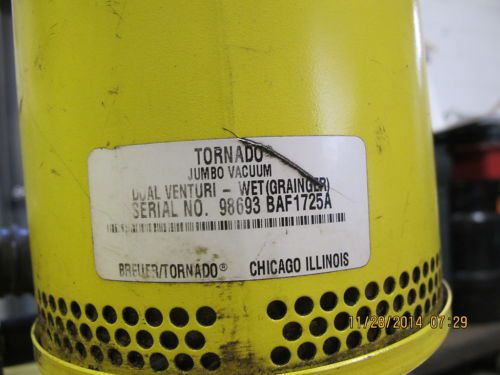 TORNADO®
JUMBO VACUUM
DUAL VENTURI - WET(GRAINGER)
SERIAL NO. 98693 BAF1725A
BREUER/TORNADO® CHICAGO ILLINOIS
11/28/2014 07:29